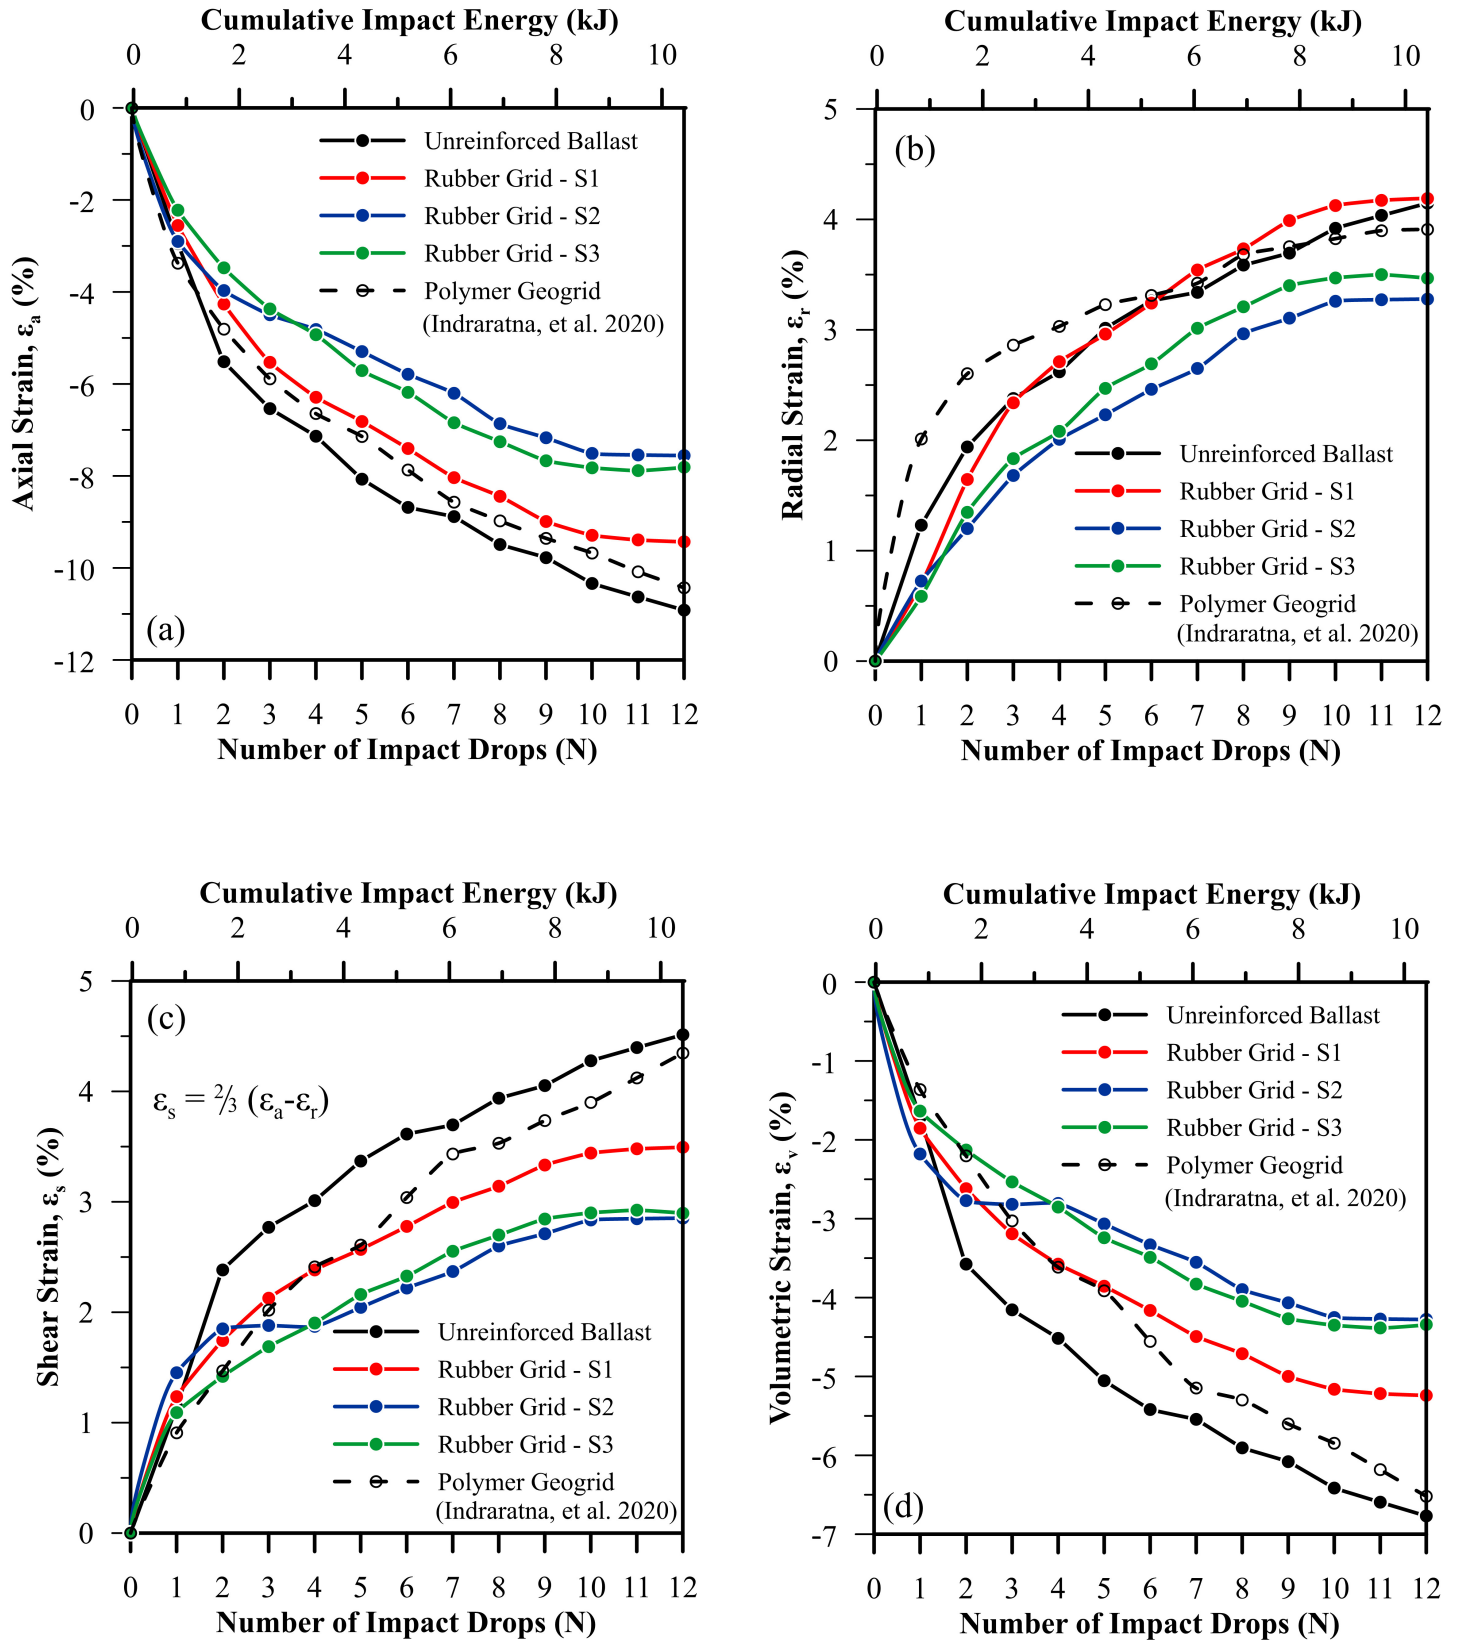 Cumulative Impact Energy (kJ)
0 2 4 6 8 10
0
-2
-4
-6
-8
-10
-12
Axial Strain, εa (%)
Unreinforced Ballast
Rubber Grid - S1
Rubber Grid - S2
Rubber Grid - S3
Polymer Geogrid
(Indraratna, et al. 2020)
(a)
0 1 2 3 4 5 6 7 8 9 10 11 12
Number of Impact Drops (N)
Cumulative Impact Energy (kJ)
0 2 4 6 8 10
5
4
3
2
1
0
Radial Strain, εr (%)
(b)
Unreinforced Ballast
Rubber Grid - S1
Rubber Grid - S2
Rubber Grid - S3
Polymer Geogrid
(Indraratna, et al. 2020)
0 1 2 3 4 5 6 7 8 9 10 11 12
Number of Impact Drops (N)
Cumulative Impact Energy (kJ)
0 2 4 6 8 10
5
4
3
2
1
0
Shear Strain, εs (%)
(c)
εs = 2/3 (εa-εr)
Unreinforced Ballast
Rubber Grid - S1
Rubber Grid - S2
Rubber Grid - S3
Polymer Geogrid
(Indraratna, et al. 2020)
0 1 2 3 4 5 6 7 8 9 10 11 12
Number of Impact Drops (N)
Cumulative Impact Energy (kJ)
0 2 4 6 8 10
0
-1
-2
-3
-4
-5
-6
-7
Volumetric Strain, εv (%)
Unreinforced Ballast
Rubber Grid - S1
Rubber Grid - S2
Rubber Grid - S3
Polymer Geogrid
(Indraratna, et al. 2020)
(d)
0 1 2 3 4 5 6 7 8 9 10 11 12
Number of Impact Drops (N)